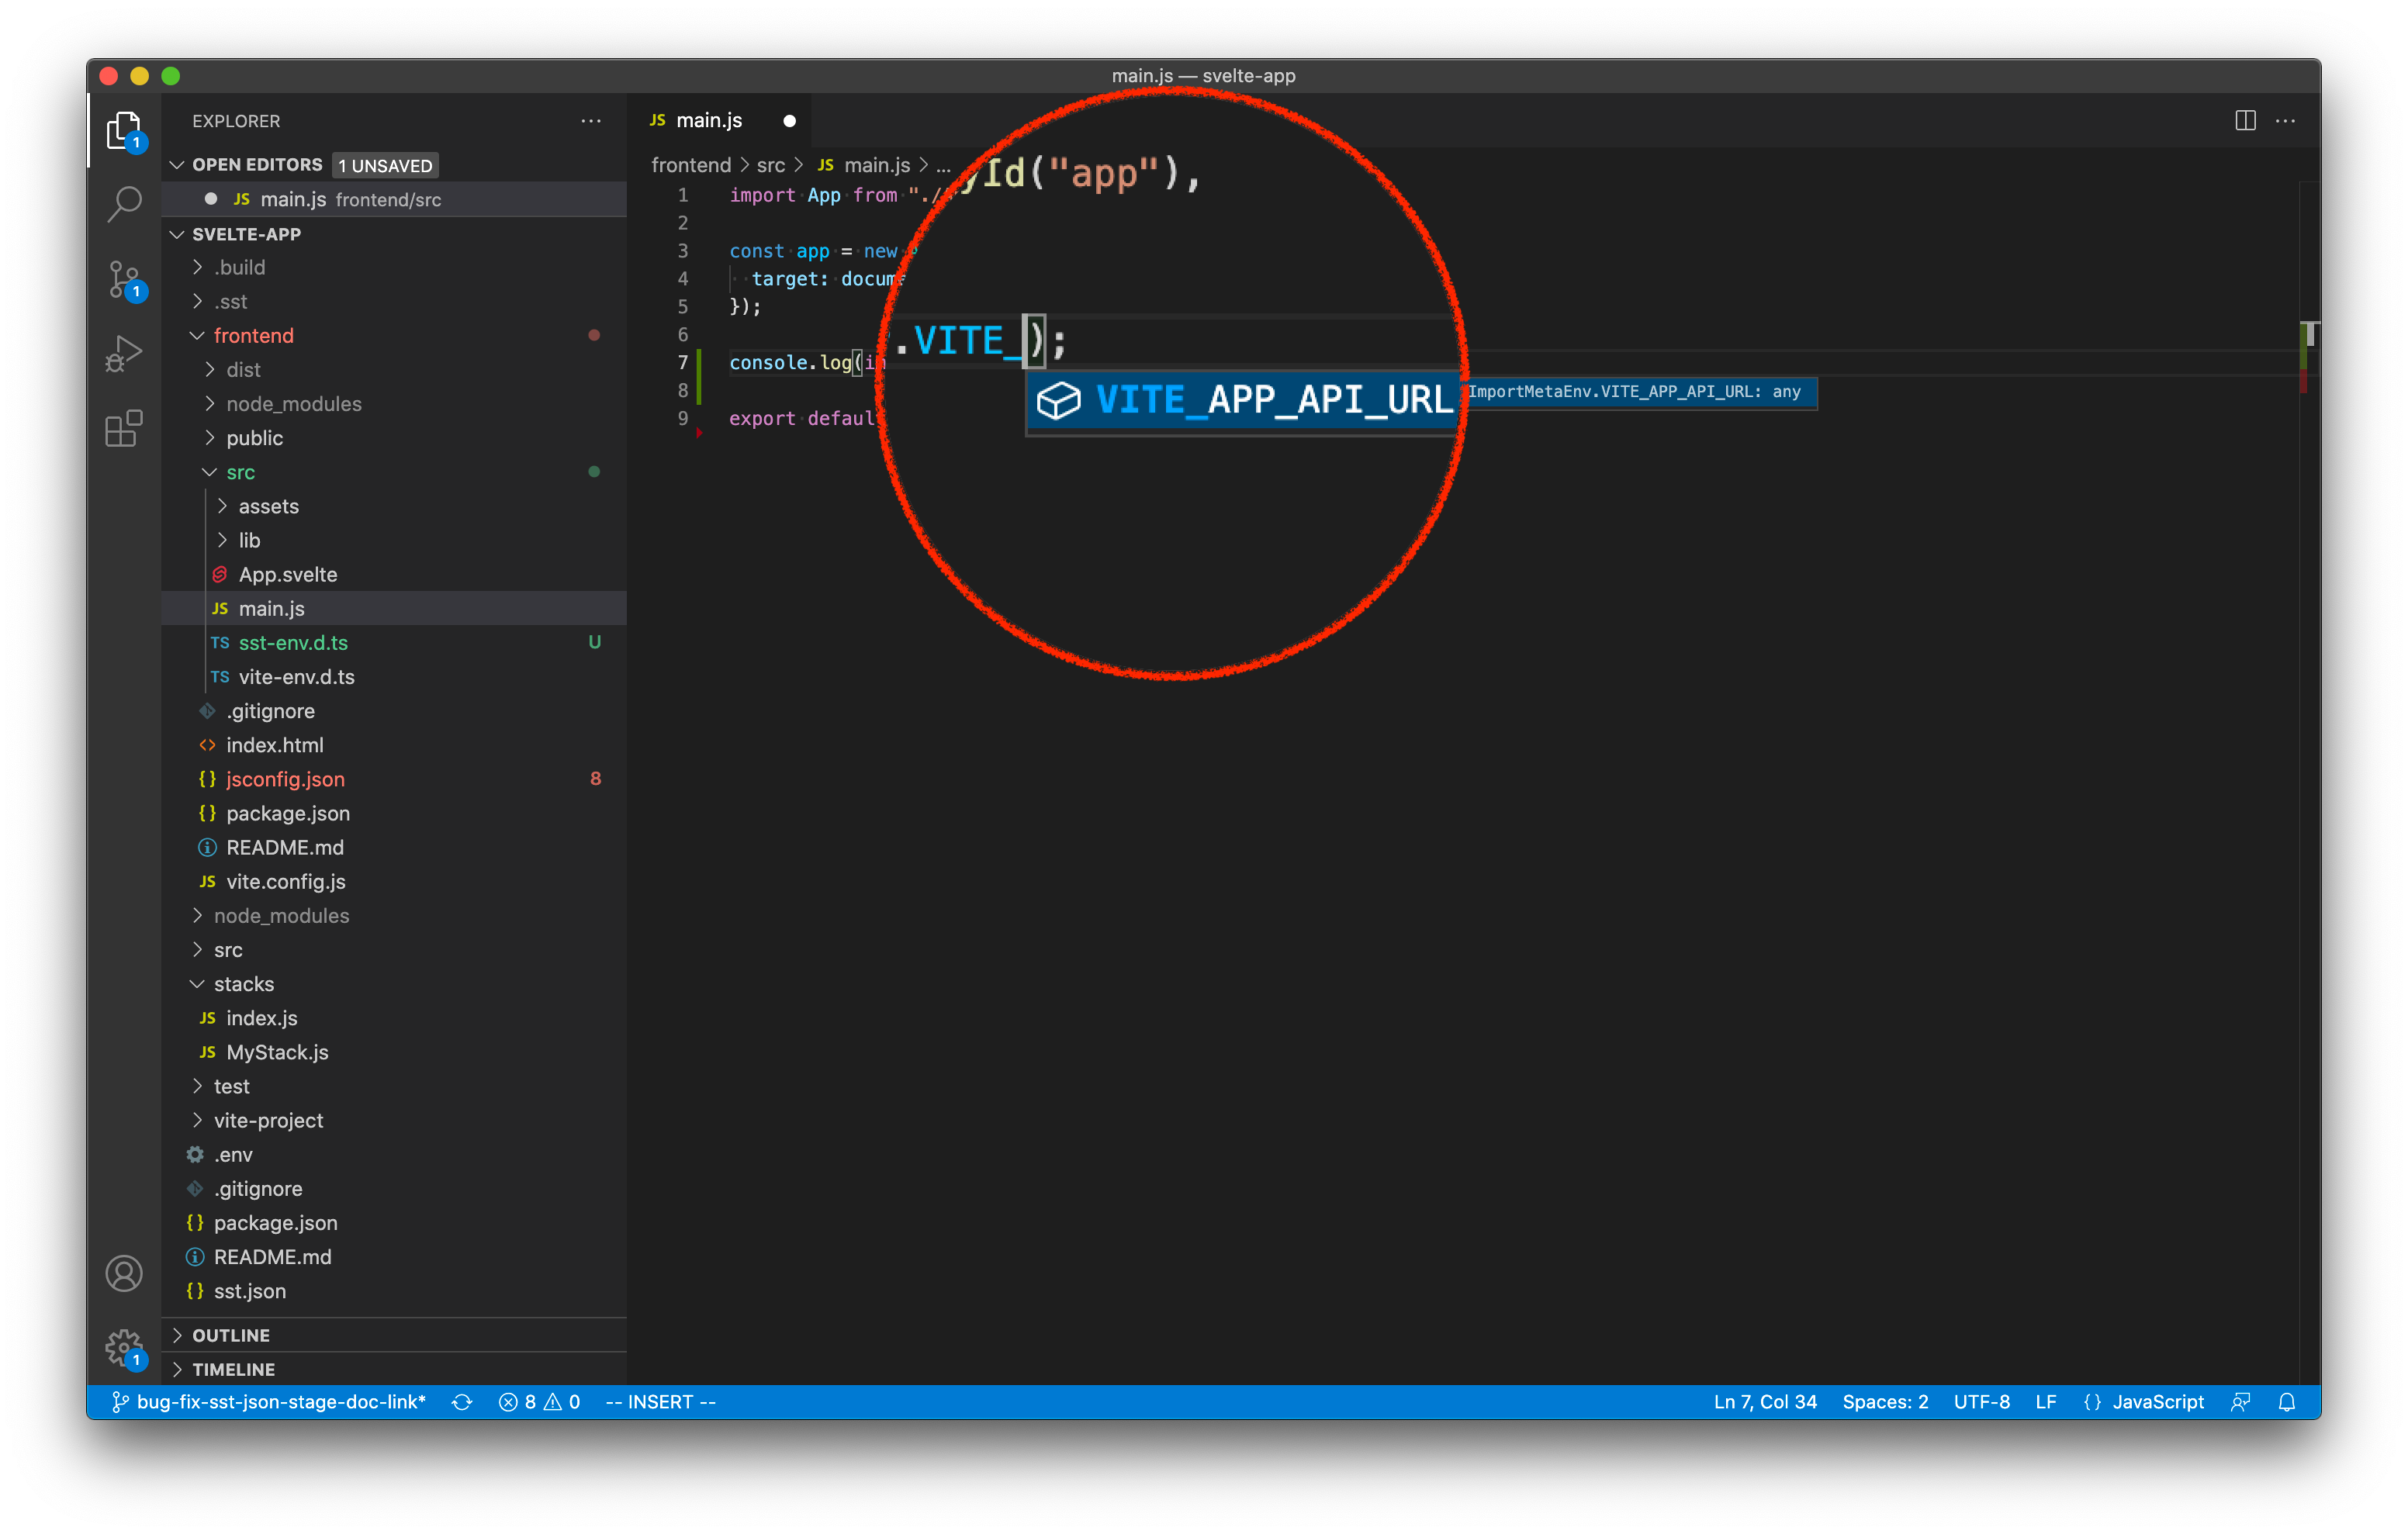 main.js — svelte-app
EXPLORER
OPEN EDITORS 1 UNSAVED
JS main.js frontend/src
SVELTE-APP
.build
.sst
frontend
dist
node_modules
public
src
assets
lib
App.svelte
JS main.js
TS sst-env.d.ts U
TS vite-env.d.ts
.gitignore
<> index.html
{} jsconfig.json 8
{} package.json
README.md
JS vite.config.js
node_modules
src
stacks
JS index.js
JS MyStack.js
test
vite-project
.env
.gitignore
{} package.json
README.md
{} sst.json
OUTLINE
TIMELINE
1
1
1
JS main.js
frontend > src > JS main.js > ...
1 import App from "./
2
3 const app = new
4 target: docum
5 });
6
7 console.log(
8
9 export defaul
yId("app"),
.VITE_);
VITE_APP_API_URL
ImportMetaEnv.VITE_APP_API_URL: any
bug-fix-sst-json-stage-doc-link* 8 0 -- INSERT -- Ln 7, Col 34 Spaces: 2 UTF-8 LF {} JavaScript